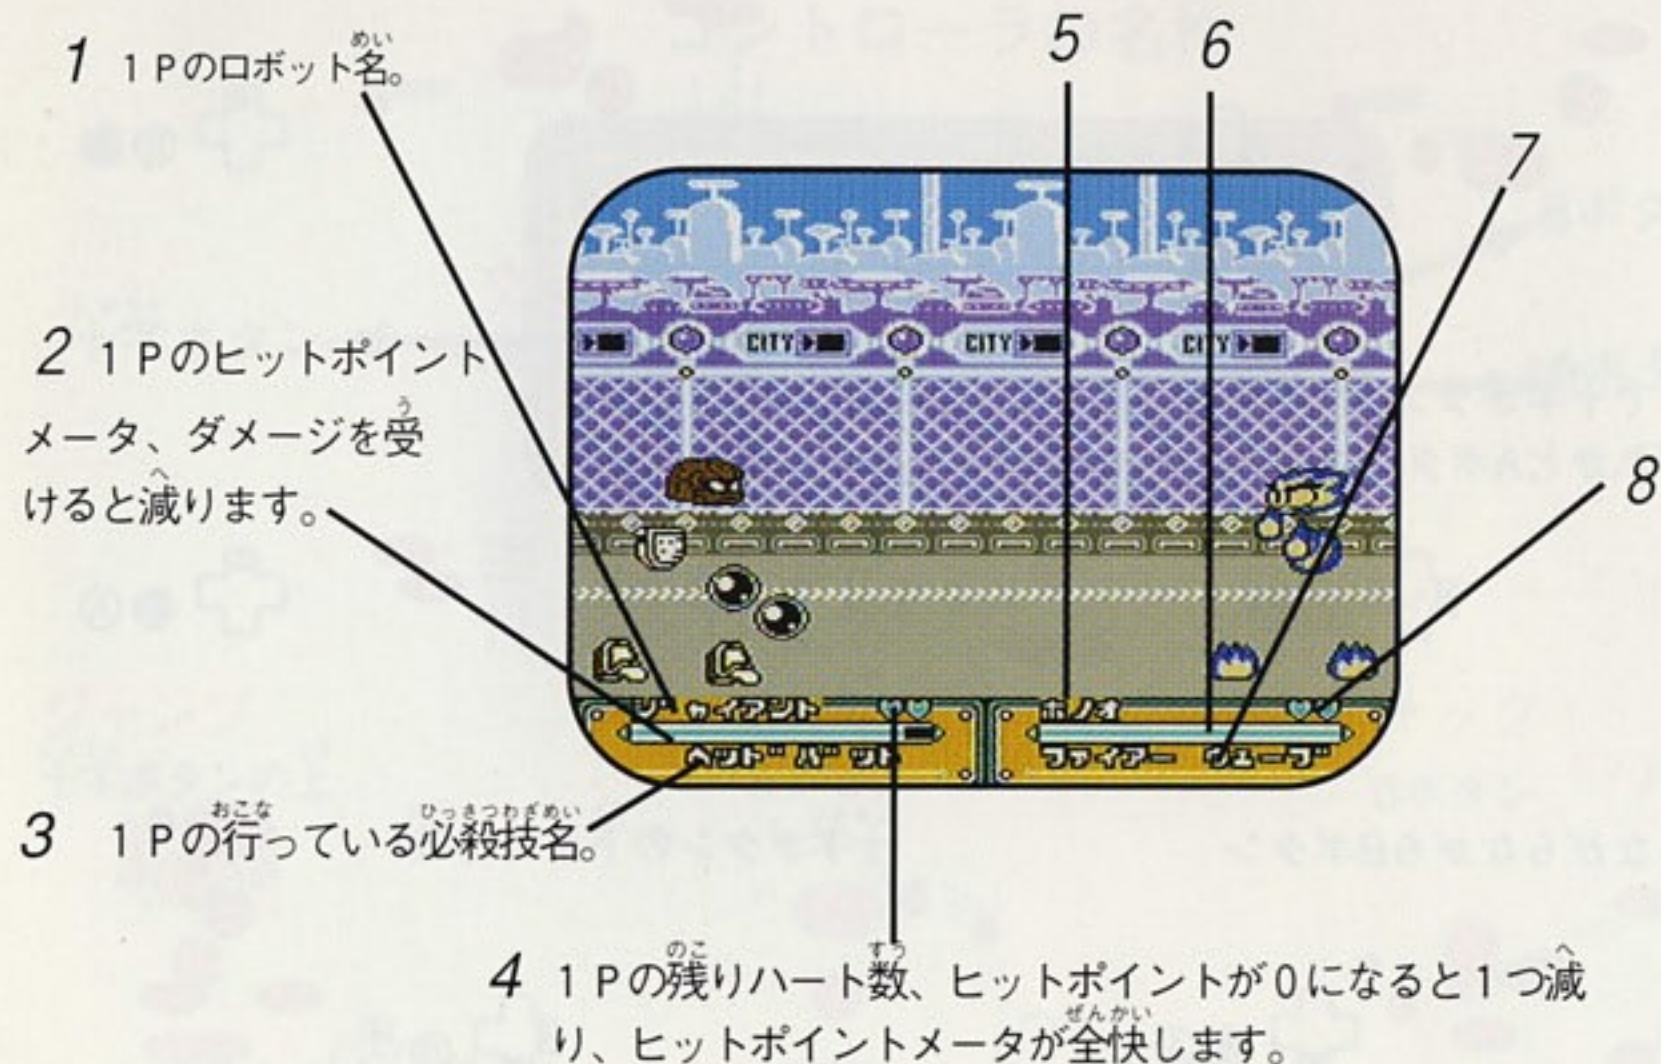 1 1Pのロボット名。
5
6
7
2 1Pのヒットポイント
メータ、ダメージを受
けると減ります。
8
CITY
CITY
CITY
ジャイアント
ヘッドバット
ホノオ
ファイアー ウェーブ
3 1Pの行っている必殺技名。
4 1Pの残りハート数、ヒットポイントが0になると1つ減
り、ヒットポイントメータが全快します。